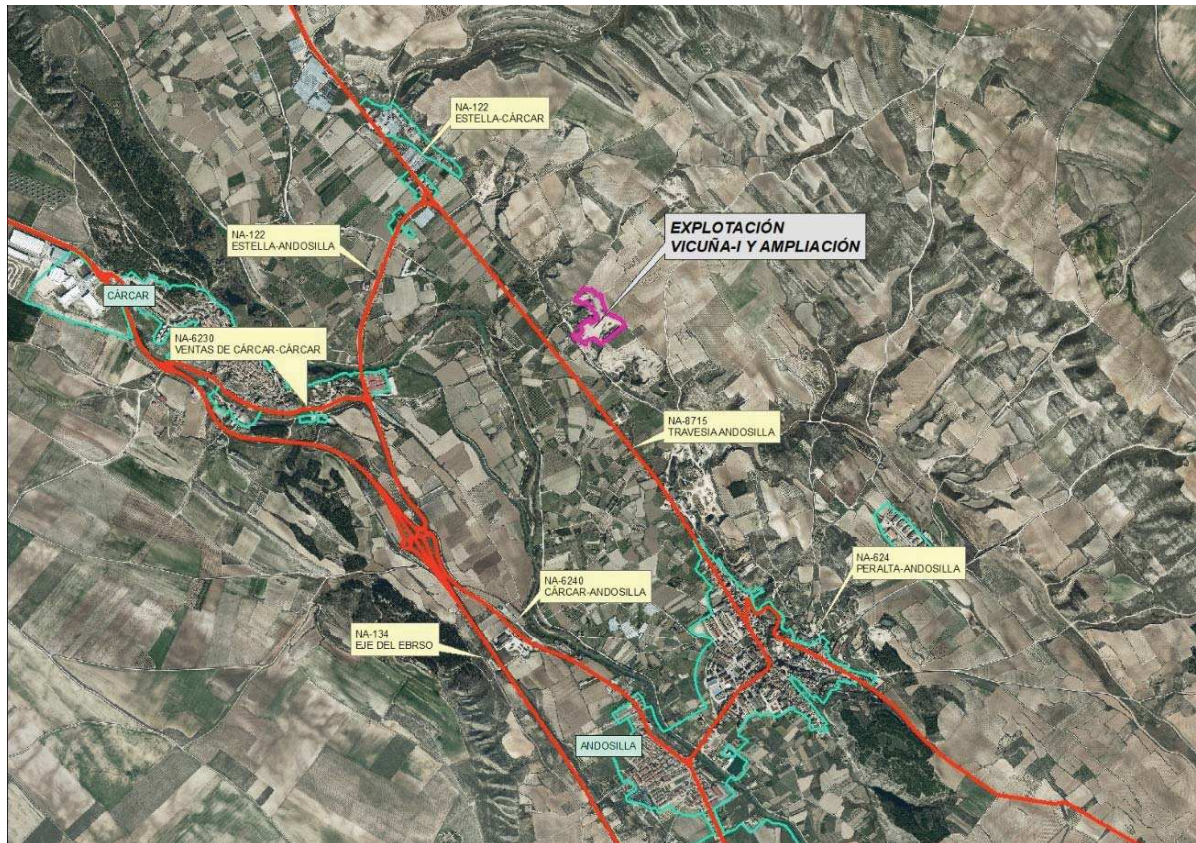 NA-122
ESTELLA-CÁRCAR
EXPLOTACIÓN
VICUÑA-I Y AMPLIACIÓN
NA-122
ESTELLA-ANDOSILLA
CÁRCAR
NA-6230
VENTAS DE CÁRCAR-CÁRCAR
NA-8715
TRAVESIA ANDOSILLA
NA-624
PERALTA-ANDOSILLA
NA-6240
CÁRCAR-ANDOSILLA
NA-134
EJE DEL EBRSO
ANDOSILLA